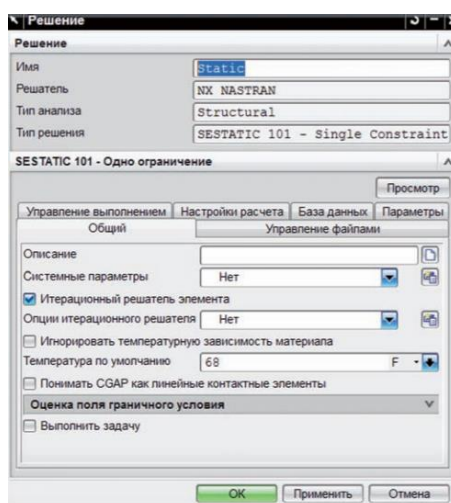 Решение
Решение
Имя Static
Решатель NX NASTRAN
Тип анализа Structural
Тип решения SESTATIC 101 - Single Constraint
SESTATIC 101 - Одно ограничение
Просмотр
Управление выполнением Настройки расчета База данных Параметры
Общий Управление файлами
Описание
Системные параметры Нет
Итерационный решатель элемента
Опции итерационного решателя Нет
Игнорировать температурную зависимость материала
Температура по умолчанию 68 F
Понимать CGAP как линейные контактные элементы
Оценка поля граничного условия
Выполнить задачу
OK Применить Отмена